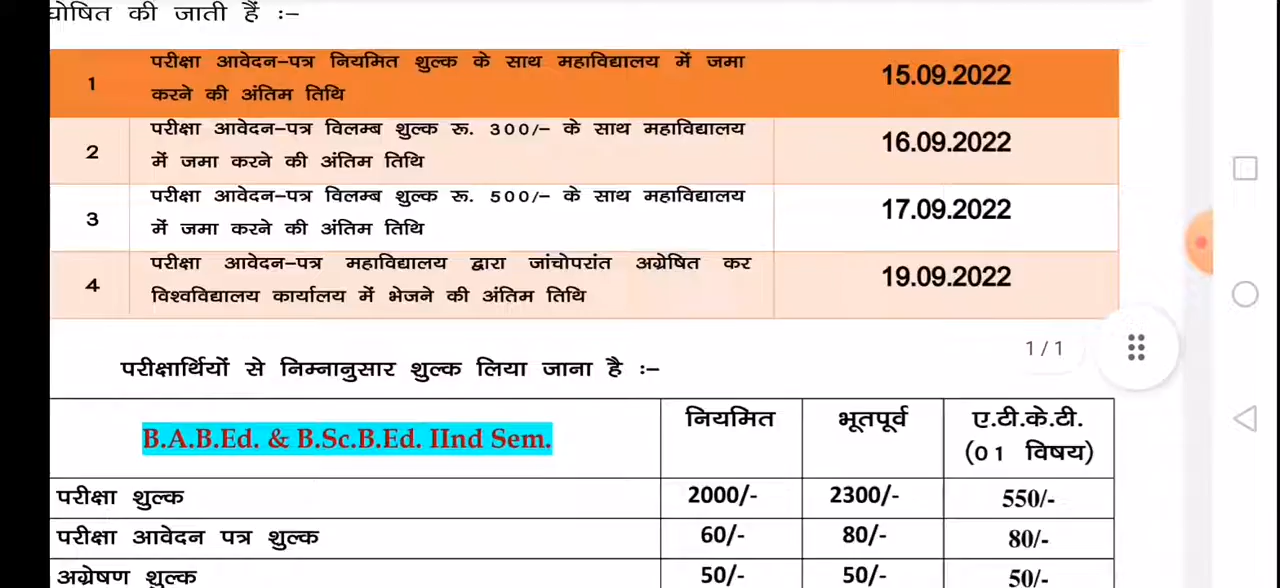 घोषित की जाती हैं :–
1 परीक्षा आवेदन–पत्र नियमित शुल्क के साथ महाविद्यालय में जमा 15.09.2022
करने की अंतिम तिथि
2 परीक्षा आवेदन–पत्र विलम्ब शुल्क रू. 300/– के साथ महाविद्यालय 16.09.2022
में जमा करने की अंतिम तिथि
3 परीक्षा आवेदन–पत्र विलम्ब शुल्क रू. 500/– के साथ महाविद्यालय 17.09.2022
में जमा करने की अंतिम तिथि
4 परीक्षा आवेदन–पत्र महाविद्यालय द्वारा जांचोपरांत अग्रेषित कर 19.09.2022
विश्वविद्यालय कार्यालय में भेजने की अंतिम तिथि
1 / 1
परीक्षार्थियों से निम्नानुसार शुल्क लिया जाना है :–
B.A.B.Ed. & B.Sc.B.Ed. IInd Sem. नियमित भूतपूर्व ए.टी.के.टी.
(01 विषय)
परीक्षा शुल्क 2000/- 2300/- 550/-
परीक्षा आवेदन पत्र शुल्क 60/- 80/- 80/-
अग्रेषण शुल्क 50/- 50/- 50/-